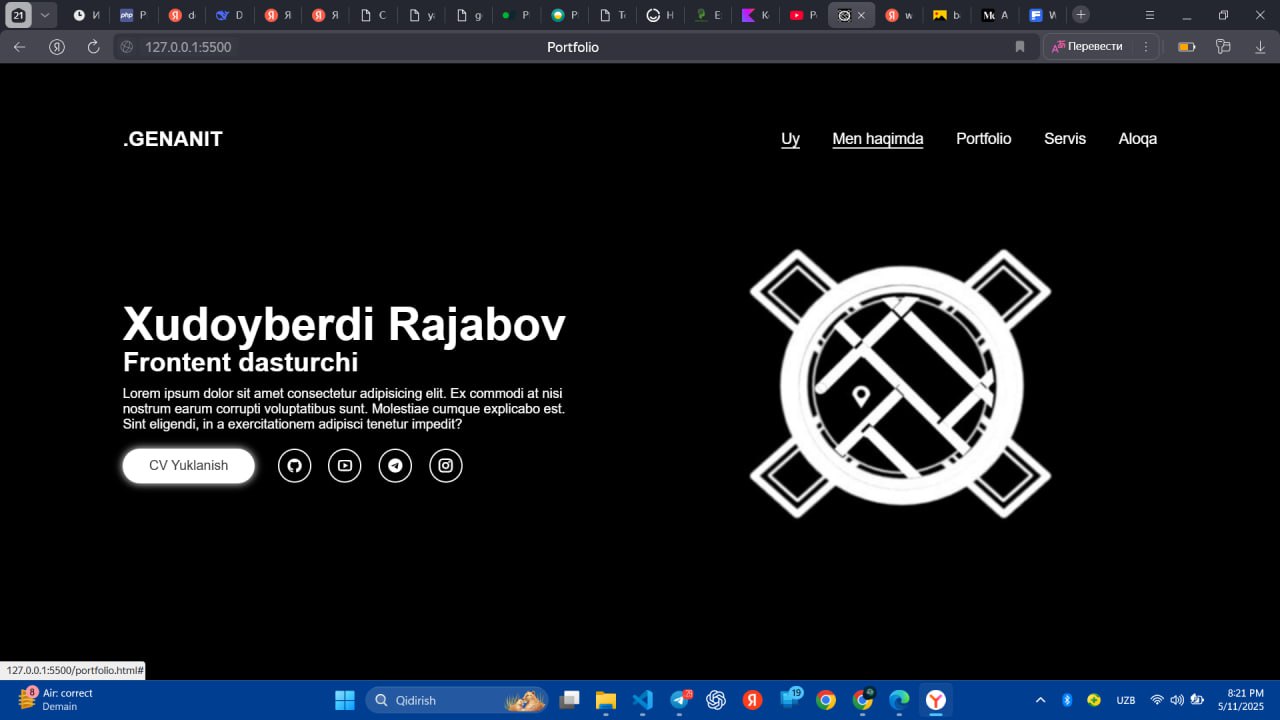 21
P
php P
d
D
Я
Я
C
y
g
P
P
T
H
E
K
P
w
b
A
W
127.0.0.1:5500
Portfolio
Перевести
.GENANIT
Uy Men haqimda Portfolio Servis Aloqa
Xudoyberdi Rajabov
Frontent dasturchi
Lorem ipsum dolor sit amet consectetur adipisicing elit. Ex commodi at nisi
nostrum earum corrupti voluptatibus sunt. Molestiae cumque explicabo est.
Sint eligendi, in a exercitationem adipisci tenetur impedit?
CV Yuklanish
127.0.0.1:5500/portfolio.html#
8
Air: correct
Demain
Qidirish
19
UZB
8:21 PM
5/11/2025